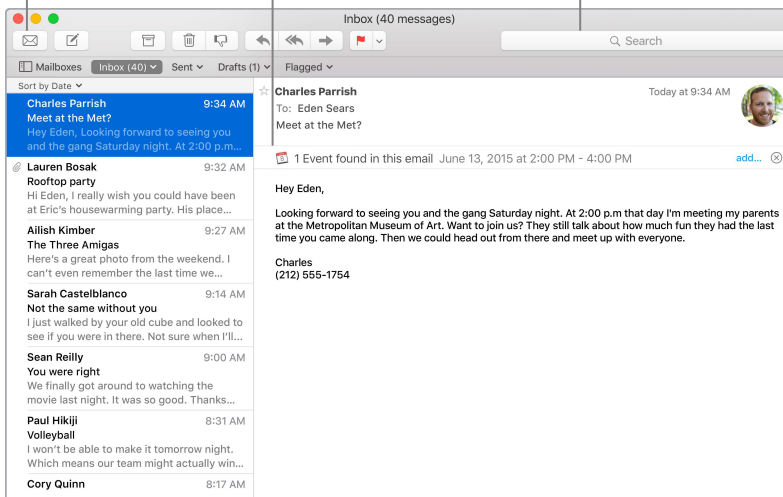 Inbox (40 messages)
Search
Mailboxes Inbox (40) Sent Drafts (1) Flagged
Sort by Date
Charles Parrish 9:34 AM
Meet at the Met?
Hey Eden, Looking forward to seeing you
and the gang Saturday night. At 2:00 p.m...
Lauren Bosak 9:32 AM
Rooftop party
Hi Eden, I really wish you could have been
at Eric's housewarming party. His place...
Ailish Kimber 9:27 AM
The Three Amigas
Here's a great photo from the weekend. I
can't even remember the last time we...
Sarah Castelblanco 9:14 AM
Not the same without you
I just walked by your old cube and looked to
see if you were in there. Not sure when I'll...
Sean Reilly 9:00 AM
You were right
We finally got around to watching the
movie last night. It was so good. Thanks...
Paul Hikiji 8:31 AM
Volleyball
I won't be able to make it tomorrow night.
Which means our team might actually win...
Cory Quinn 8:17 AM
Charles Parrish Today at 9:34 AM
To: Eden Sears
Meet at the Met?
1 Event found in this email June 13, 2015 at 2:00 PM - 4:00 PM add...
Hey Eden,
Looking forward to seeing you and the gang Saturday night. At 2:00 p.m that day I'm meeting my parents
at the Metropolitan Museum of Art. Want to join us? They still talk about how much fun they had the last
time you came along. Then we could head out from there and meet up with everyone.
Charles
(212) 555-1754